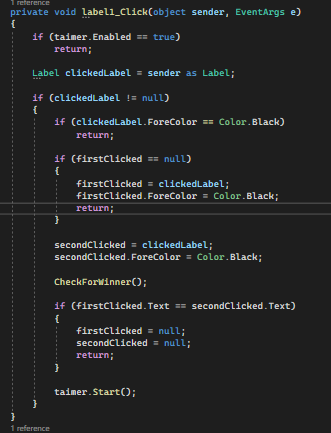 1 reference
private void label1_Click(object sender, EventArgs e)
{
if (taimer.Enabled == true)
return;
Label clickedLabel = sender as Label;
if (clickedLabel != null)
{
if (clickedLabel.ForeColor == Color.Black)
return;
if (firstClicked == null)
{
firstClicked = clickedLabel;
firstClicked.ForeColor = Color.Black;
return;
}
secondClicked = clickedLabel;
secondClicked.ForeColor = Color.Black;
CheckForWinner();
if (firstClicked.Text == secondClicked.Text)
{
firstClicked = null;
secondClicked = null;
return;
}
taimer.Start();
}
}
1 reference